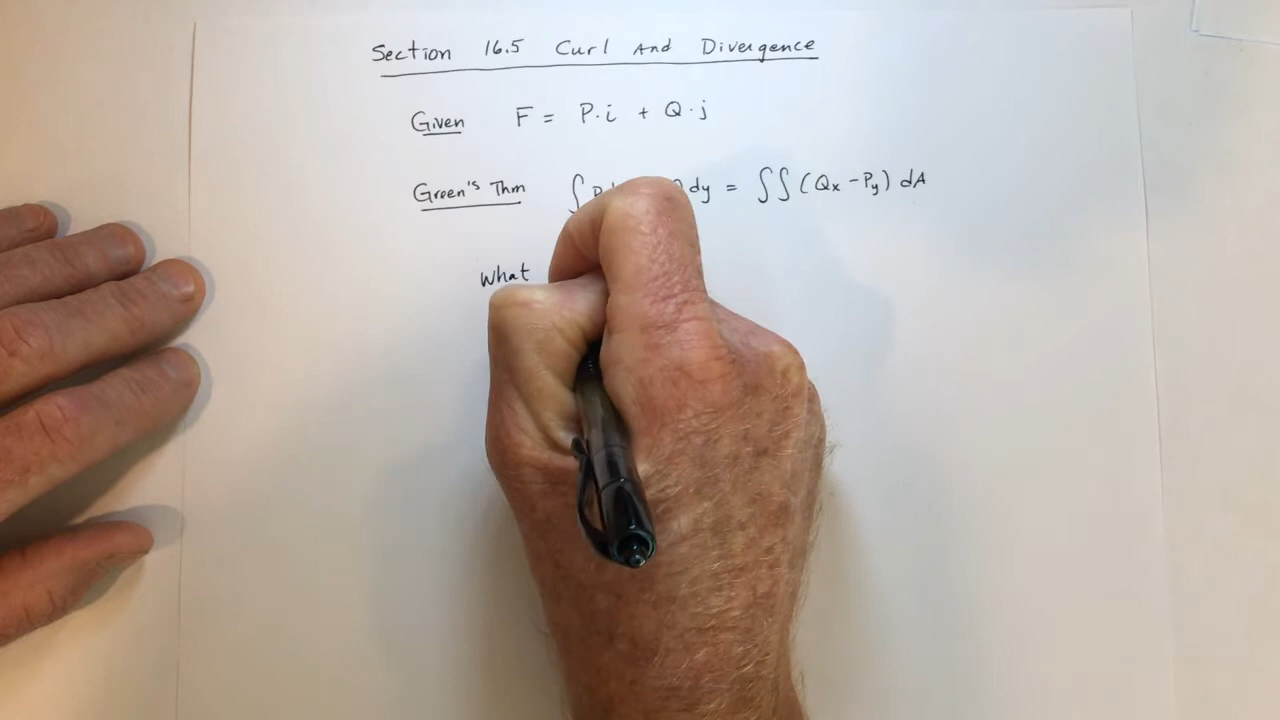 Section 16.5 Curl And Divergence
Given F = P·i + Q·j
Green's Thm ∫ P dy = ∫∫ (Qx - Py) dA
What